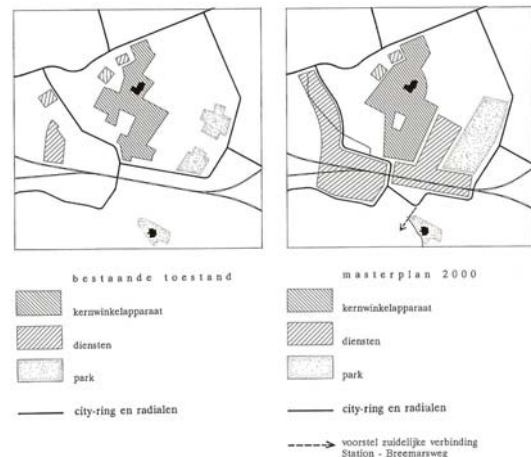 bestaande toestand
kernwinkelapparaat
diensten
park
city-ring en radialen
masterplan 2000
kernwinkelapparaat
diensten
park
city-ring en radialen
voorstel zuidelijke verbinding
Station - Breemarsweg